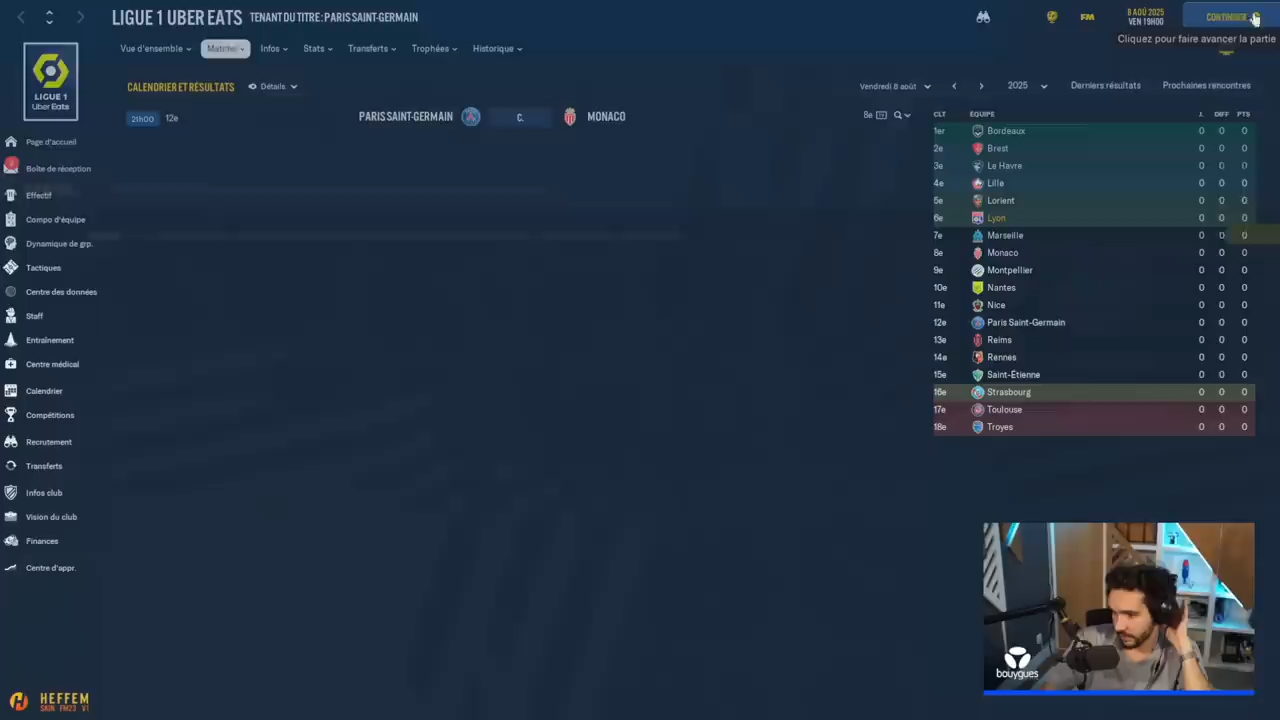 LIGUE 1 UBER EATS TENANT DU TITRE : PARIS SAINT-GERMAIN
8 AOÛ 2025
VEN 19H00
FM
CONTINUER
Cliquez pour faire avancer la partie
Vue d'ensemble Matches Infos Stats Transferts Trophées Historique
LIGUE 1
Uber Eats
CALENDRIER ET RÉSULTATS Détails.
Vendredi 8 août 2025 Derniers résultats Prochaines rencontres
21h00 12e PARIS SAINT-GERMAIN C. MONACO 8e
CLT ÉQUIPE J. DIFF PTS
1er Bordeaux 0 0 0
2e Brest 0 0 0
3e Le Havre 0 0 0
4e Lille 0 0 0
5e Lorient 0 0 0
6e Lyon 0 0 0
7e Marseille 0 0 0
8e Monaco 0 0 0
9e Montpellier 0 0 0
10e Nantes 0 0 0
11e Nice 0 0 0
12e Paris Saint-Germain 0 0 0
13e Reims 0 0 0
14e Rennes 0 0 0
15e Saint-Étienne 0 0 0
16e Strasbourg 0 0 0
17e Toulouse 0 0 0
18e Troyes 0 0 0
Page d'accueil
Boîte de réception
Effectif
Compo d'équipe
Dynamique de grp.
Tactiques
Centre des données
Staff
Entraînement
Centre médical
Calendrier
Compétitions
Recrutement
Transferts
Infos club
Vision du club
Finances
Centre d'appr.
bouygues
HEFFEM
SKIN FM23 V1